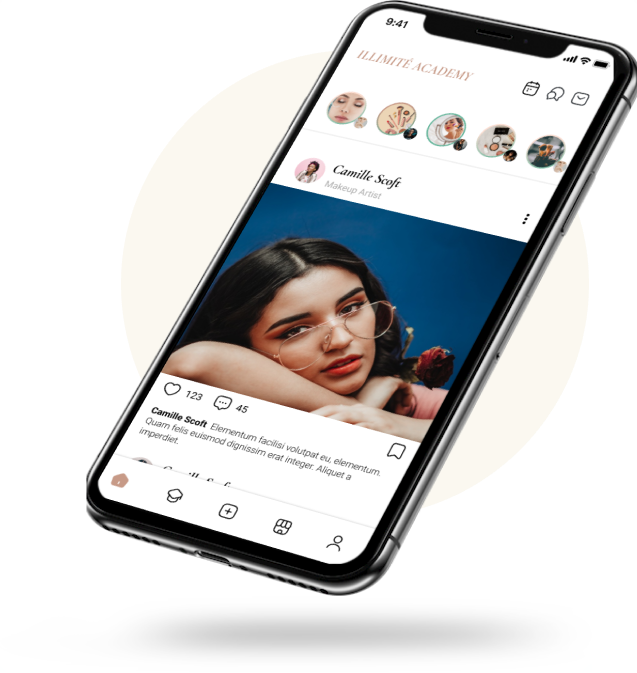 9:41
ILLIMITÉ ACADEMY
Camille Scoft
Makeup Artist
123
45
Camille Scoft Elementum facilisi volutpat eu, elementum.
Quam felis euismod dignissim erat integer. Aliquet a
imperdiet.